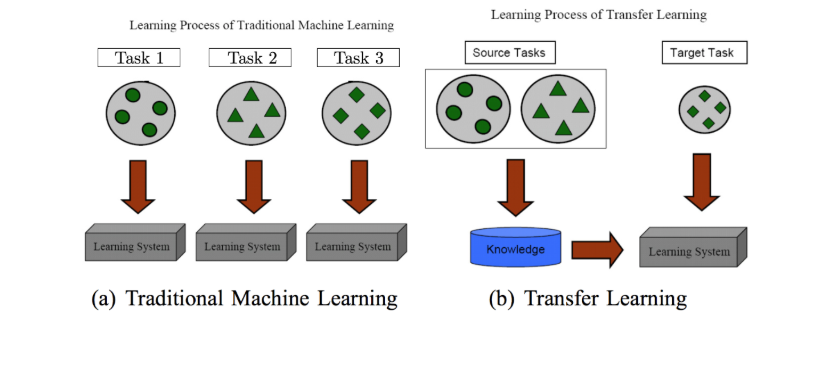 Learning Process of Traditional Machine Learning
Task 1
Task 2
Task 3
Learning System
Learning System
Learning System
(a) Traditional Machine Learning
Learning Process of Transfer Learning
Source Tasks
Target Task
Knowledge
Learning System
(b) Transfer Learning